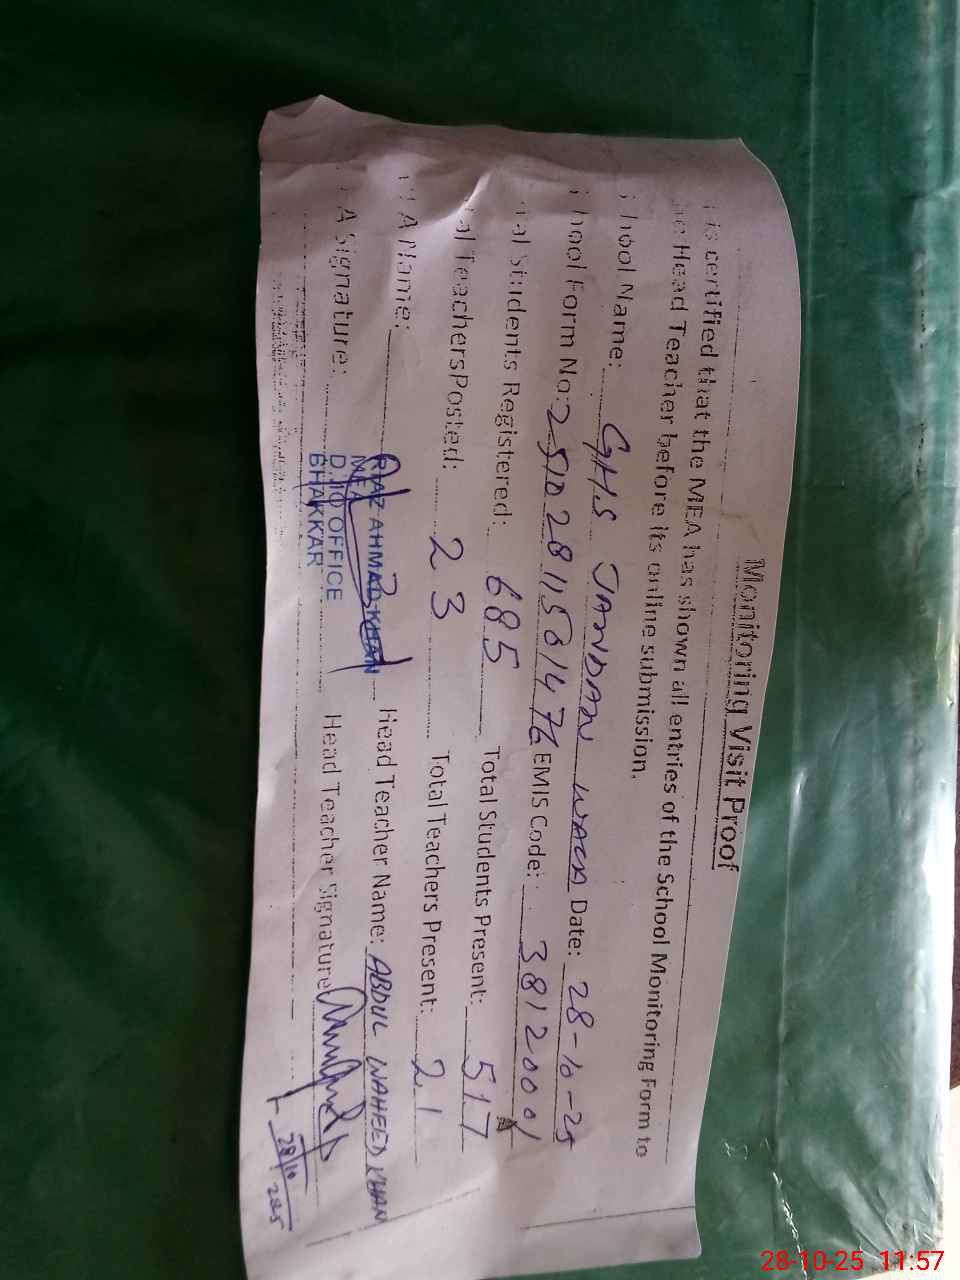 Monitoring Visit Proof
is certified that the MEA has shown all entries of the School Monitoring Form to
he Head Teacher before its online submission.
hool Name: GHS JANDAN WALA Date: 28-10-25
hool Form No: EMIS Code: 38120001
al Students Registered: 685 Total Students Present: 517
al Teachers Posted: 23 Total Teachers Present: 21
A Name: RIAZ AHMAD KHAN Head Teacher Name: ABDUL WAHEED KHAN
MEA
A Signature: D.M.O OFFICE Head Teacher Signature
BHAKKAR
28/10
28-10-25 11:57